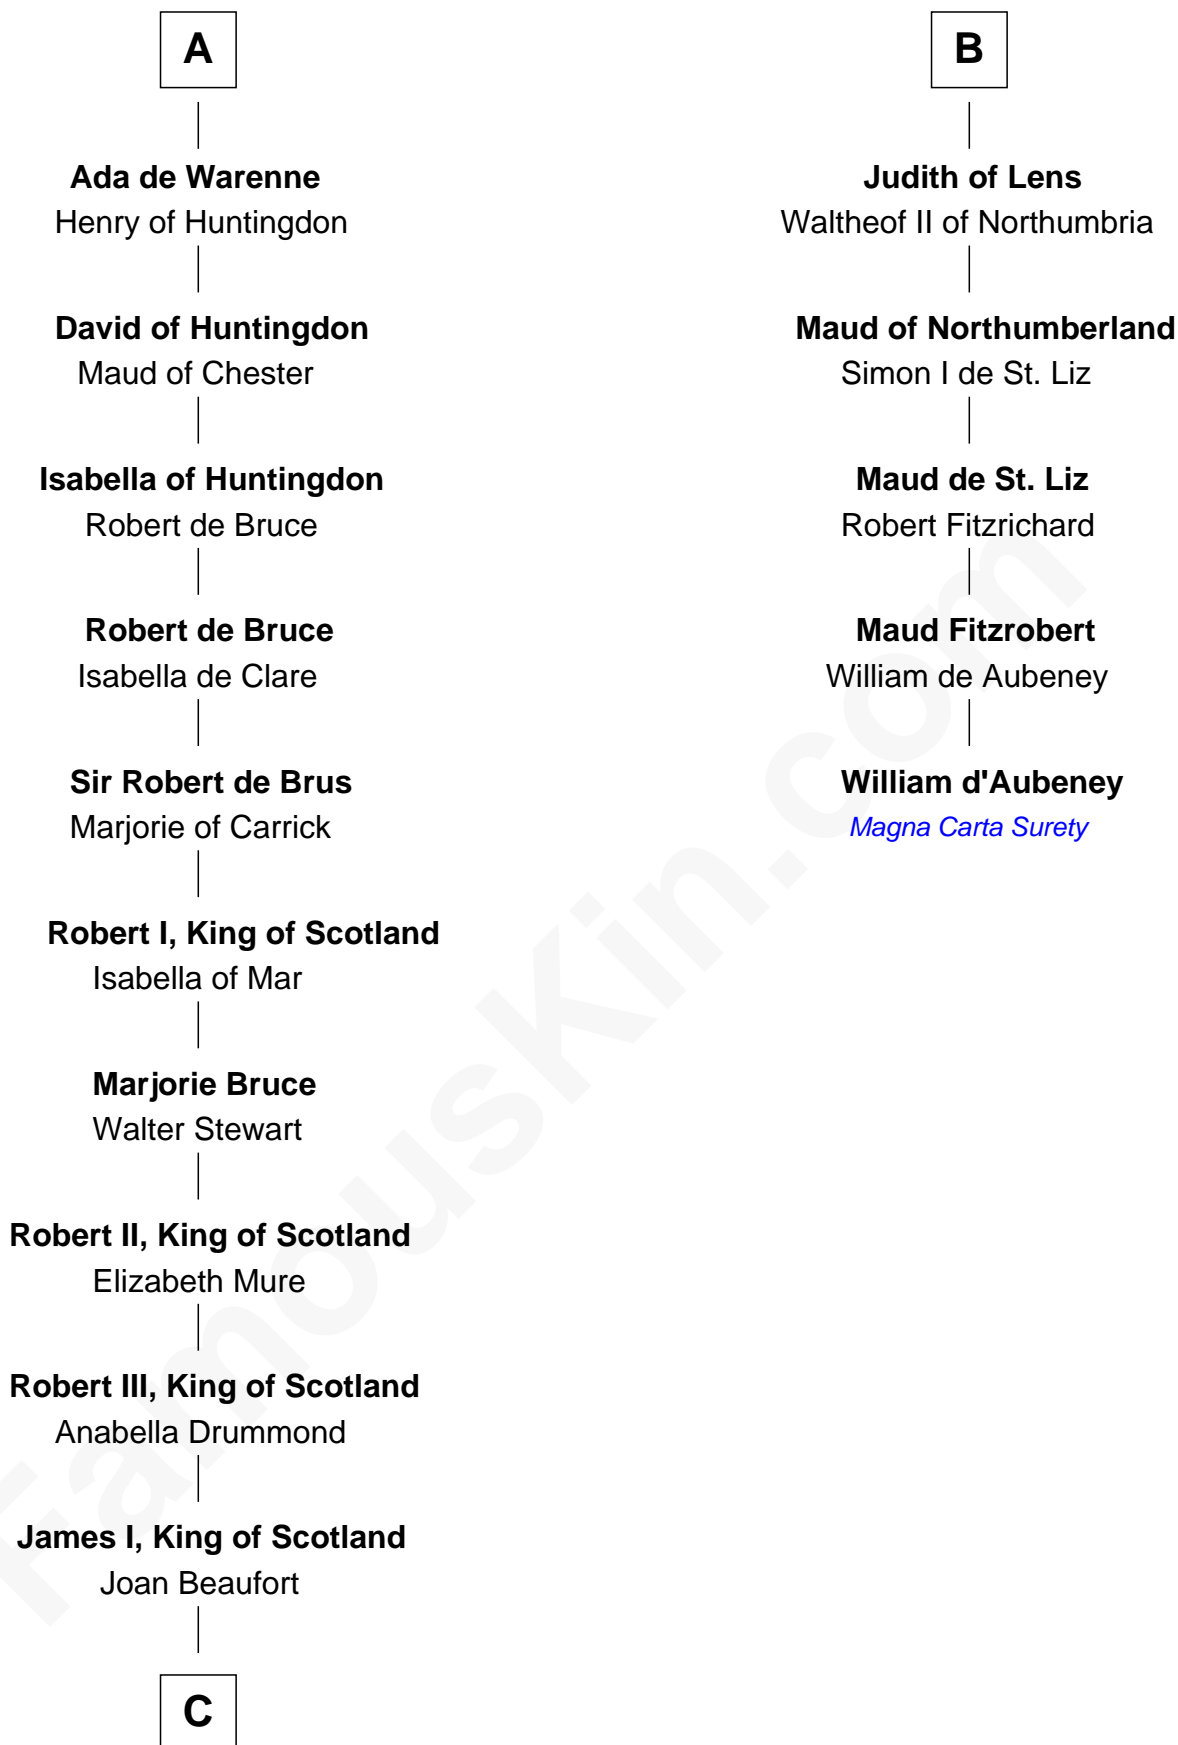 A
Ada de Warenne
Henry of Huntingdon
David of Huntingdon
Maud of Chester
Isabella of Huntingdon
Robert de Bruce
Robert de Bruce
Isabella de Clare
Sir Robert de Brus
Marjorie of Carrick
Robert I, King of Scotland
Isabella of Mar
Marjorie Bruce
Walter Stewart
Robert II, King of Scotland
Elizabeth Mure
Robert III, King of Scotland
Anabella Drummond
James I, King of Scotland
Joan Beaufort
C
B
Judith of Lens
Waltheof II of Northumbria
Maud of Northumberland
Simon I de St. Liz
Maud de St. Liz
Robert Fitzrichard
Maud Fitzrobert
William de Aubeney
William d'Aubeney
Magna Carta Surety
FamousKin.com